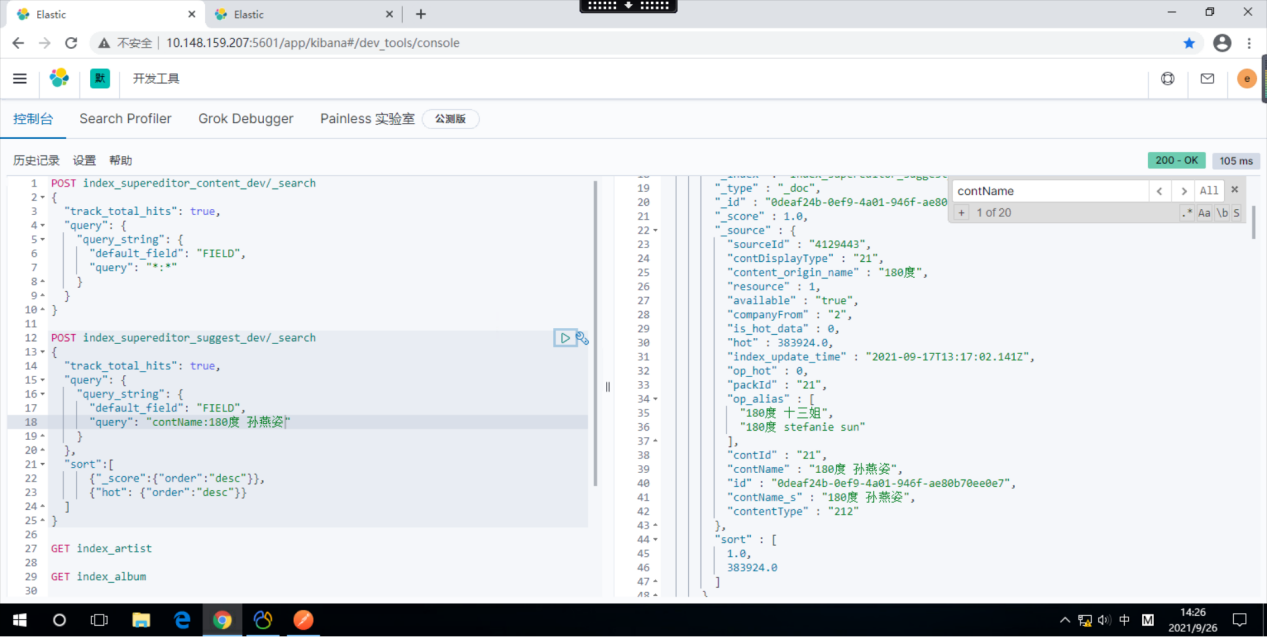 Elastic
Elastic
不安全 10.148.159.207:5601/app/kibana#/dev_tools/console
默 开发工具 e
控制台 Search Profiler Grok Debugger Painless 实验室 公测版
历史记录 设置 帮助 200 - OK 105 ms
1 POST index_supereditor_content_dev/_search
2 {
3 "track_total_hits": true,
4 "query": {
5 "query_string": {
6 "default_field": "FIELD",
7 "query": "*:*"
8 }
9 }
10 }
11
12 POST index_supereditor_suggest_dev/_search
13 {
14 "track_total_hits": true,
15 "query": {
16 "query_string": {
17 "default_field": "FIELD",
18 "query": "contName:180度 孙燕姿"
19 }
20 },
21 "sort":[
22 {"_score":{"order":"desc"}},
23 {"hot": {"order":"desc"}}
24 ]
25 }
26
27 GET index_artist
28
29 GET index_album
30
contName All
+ 1 of 20 .* Aa \b S
19 "_type" : "_doc",
20 "_id" : "0deaf24b-0ef9-4a01-946f-ae80
21 "_score" : 1.0,
22 "_source" : {
23 "sourceId" : "4129443",
24 "contDisplayType" : "21",
25 "content_origin_name" : "180度",
26 "resource" : 1,
27 "available" : "true",
28 "companyFrom" : "2",
29 "is_hot_data" : 0,
30 "hot" : 383924.0,
31 "index_update_time" : "2021-09-17T13:17:02.141Z",
32 "op_hot" : 0,
33 "packId" : "21",
34 "op_alias" : [
35 "180度 十三姐",
36 "180度 stefanie sun"
37 ],
38 "contId" : "21",
39 "contName" : "180度 孙燕姿",
40 "id" : "0deaf24b-0ef9-4a01-946f-ae80b70ee0e7",
41 "contName_s" : "180度 孙燕姿",
42 "contentType" : "212"
43 },
44 "sort" : [
45 1.0,
46 383924.0
47 ]
48 }
中 M 14:26
2021/9/26